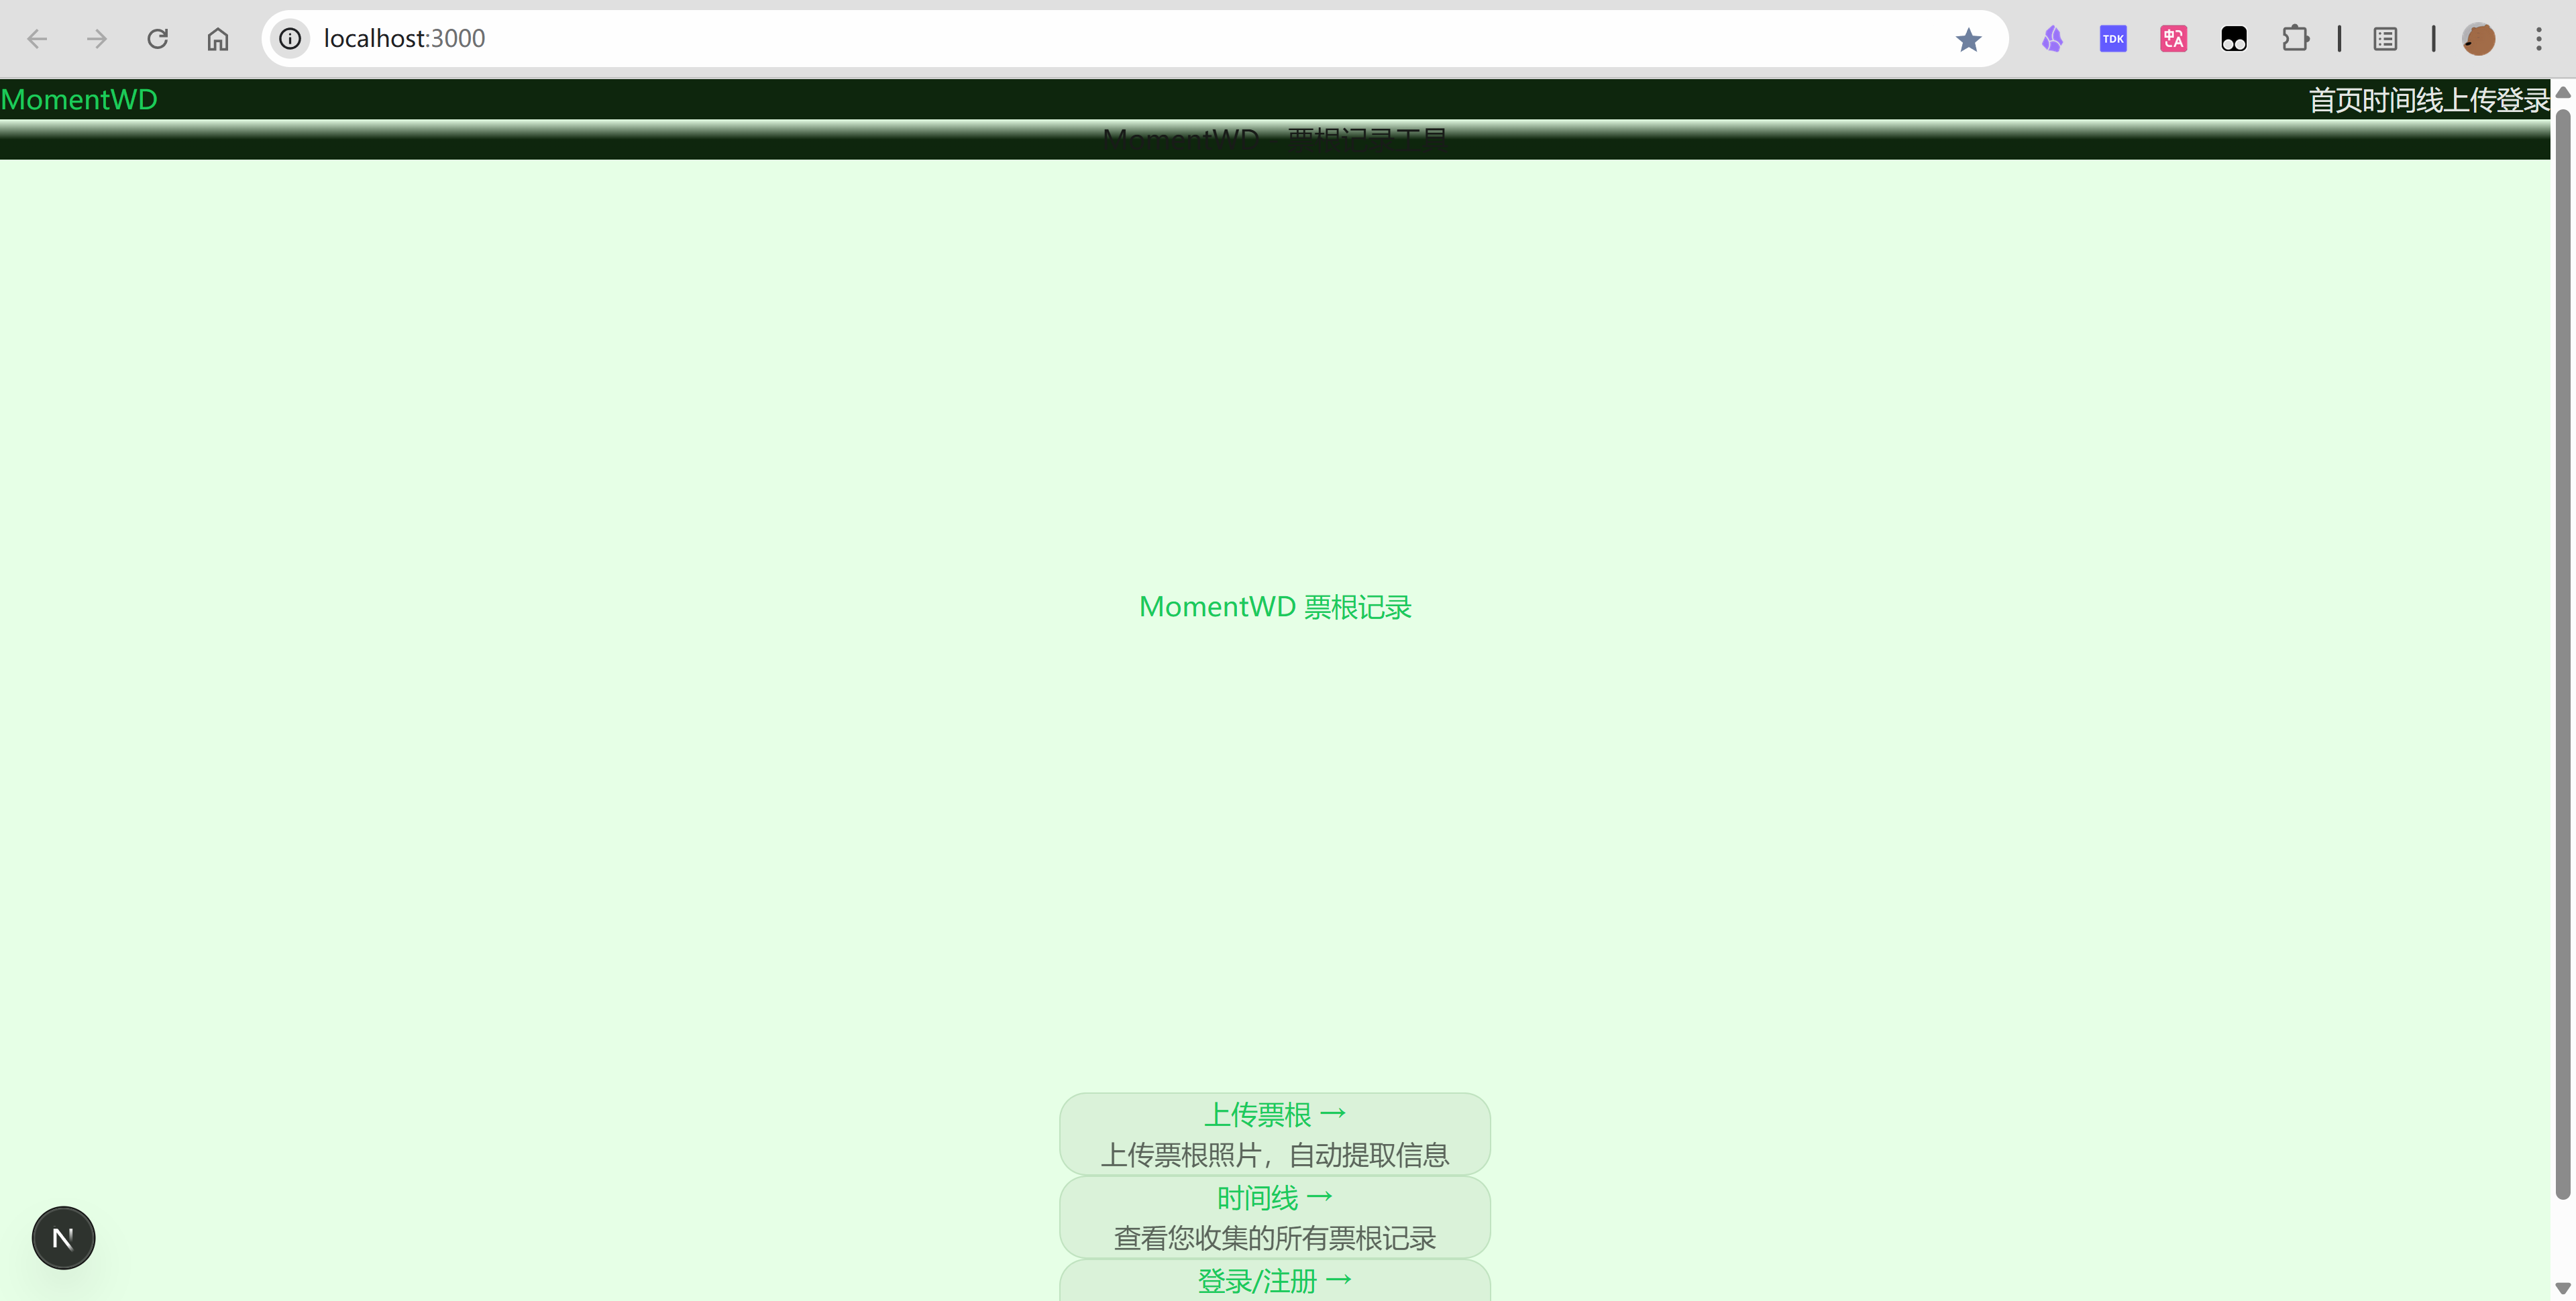 localhost:3000
TDK
中A
MomentWD
首页时间线上传登录
MomentWD - 票根记录工具
MomentWD 票根记录
上传票根 →
上传票根照片，自动提取信息
时间线 →
查看您收集的所有票根记录
登录/注册 →
N